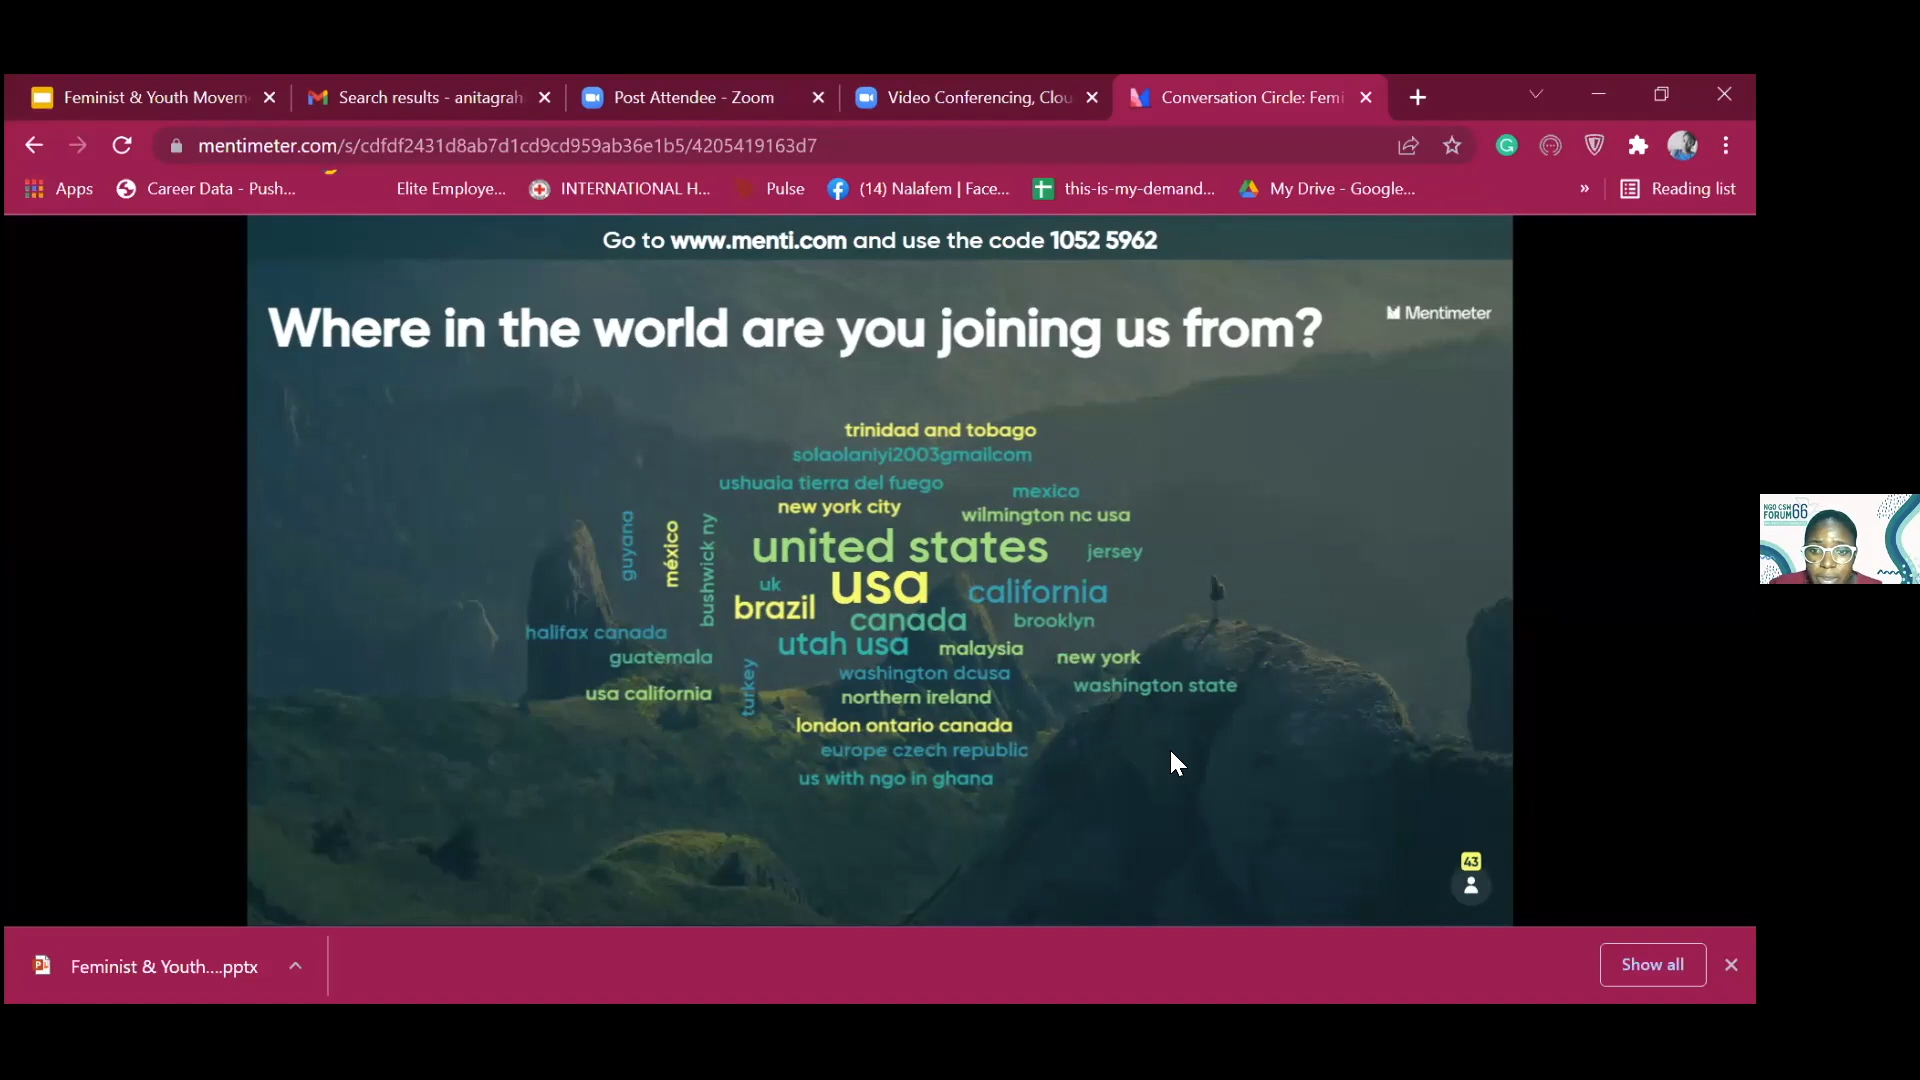 Feminist & Youth Movem
Search results - anitagrah
Post Attendee - Zoom
Video Conferencing, Clou
Conversation Circle: Femi
mentimeter.com/s/cdfdf2431d8ab7d1cd9cd959ab36e1b5/4205419163d7
Apps
Career Data - Push...
Elite Employe...
INTERNATIONAL H...
Pulse
(14) Nalafem | Face...
this-is-my-demand...
My Drive - Google...
»
Reading list
Go to www.menti.com and use the code 1052 5962
Where in the world are you joining us from?
Mentimeter
trinidad and tobago
solaolaniyi2003gmailcom
ushuaia tierra del fuego
mexico
new york city
wilmington nc usa
guyana
méxico
bushwick ny
united states
jersey
uk
usa
california
brazil
canada
brooklyn
halifax canada
utah usa
malaysia
guatemala
new york
turkey
washington dcusa
washington state
usa california
northern ireland
london ontario canada
europe czech republic
us with ngo in ghana
43
Feminist & Youth....pptx
Show all
NGO CSW
FORUM66